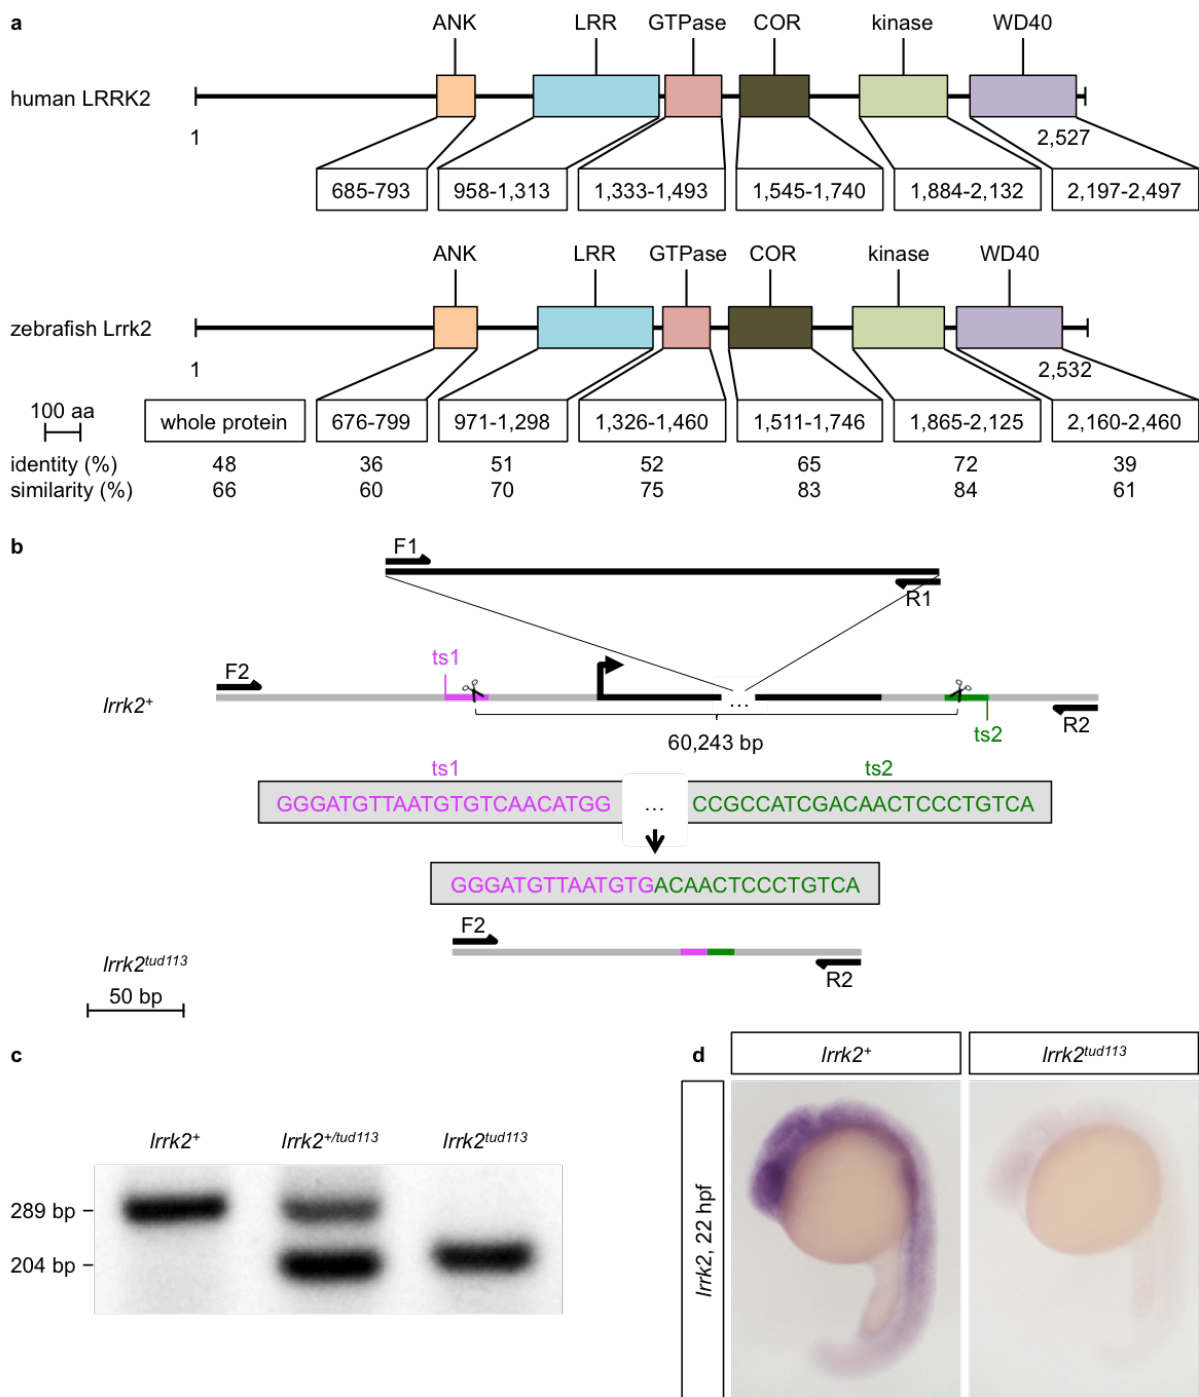 a
ANK LRR GTPase COR kinase WD40
human LRRK2
1 2,527
685-793 958-1,313 1,333-1,493 1,545-1,740 1,884-2,132 2,197-2,497
ANK LRR GTPase COR kinase WD40
zebrafish Lrrk2
1 2,532
100 aa
whole protein 676-799 971-1,298 1,326-1,460 1,511-1,746 1,865-2,125 2,160-2,460
identity (%) 48 36 51 52 65 72 39
similarity (%) 66 60 70 75 83 84 61
b
F1
R1
F2 ts1
lrrk2+ ...
R2
ts2
60,243 bp
ts1 ts2
GGGATGTTAATGTGTCAACATGG ... CCGCCATCGACAACTCCCTGTCA
GGGATGTTAATGTGACAACTCCCTGTCA
F2
lrrk2tud113
R2
50 bp
c
lrrk2+ lrrk2+/tud113 lrrk2tud113
289 bp
204 bp
d
lrrk2+ lrrk2tud113
lrrk2, 22 hpf